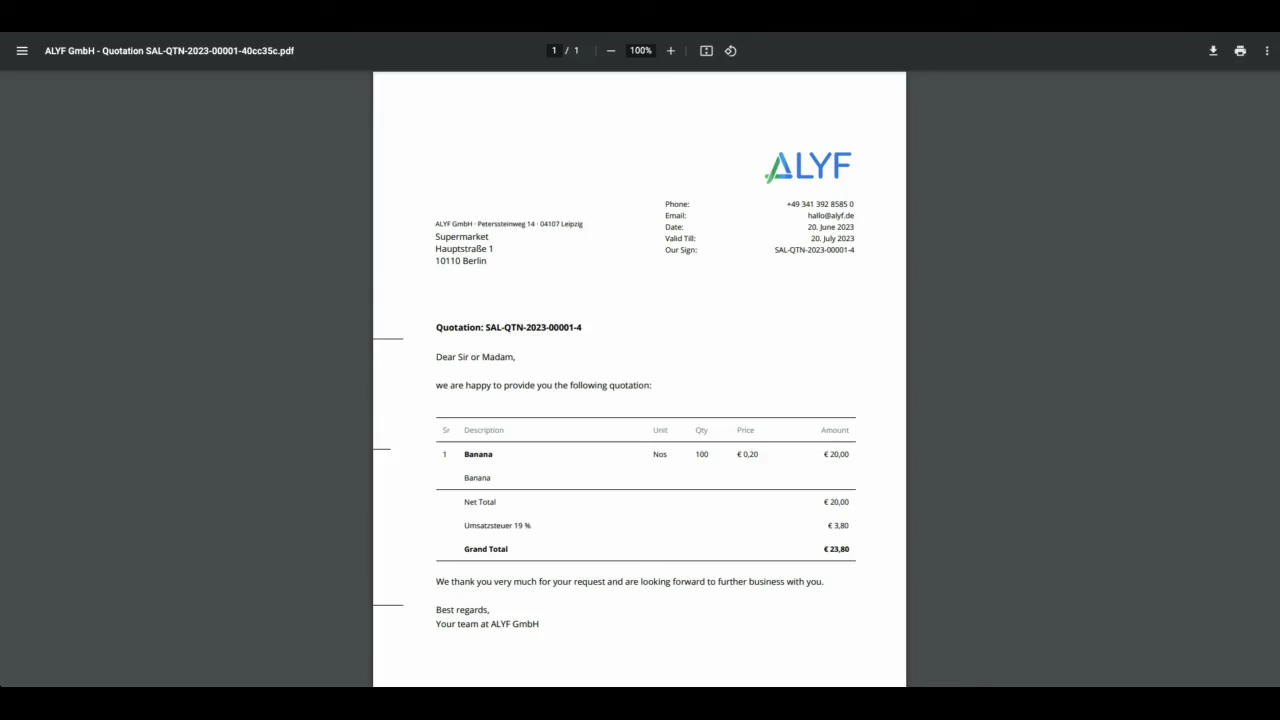 ALYF GmbH - Quotation SAL-QTN-2023-00001-40cc35c.pdf
1 / 1
100%
ALYF
Phone: +49 341 392 8585 0
Email: hallo@alyf.de
Date: 20. June 2023
Valid Till: 20. July 2023
Our Sign: SAL-QTN-2023-00001-4
ALYF GmbH · Peterssteinweg 14 · 04107 Leipzig
Supermarket
Hauptstraße 1
10110 Berlin
Quotation: SAL-QTN-2023-00001-4
Dear Sir or Madam,
we are happy to provide you the following quotation:
Sr Description Unit Qty Price Amount
1 Banana Nos 100 € 0,20 € 20,00
Banana
Net Total € 20,00
Umsatzsteuer 19 % € 3,80
Grand Total € 23,80
We thank you very much for your request and are looking forward to further business with you.
Best regards,
Your team at ALYF GmbH